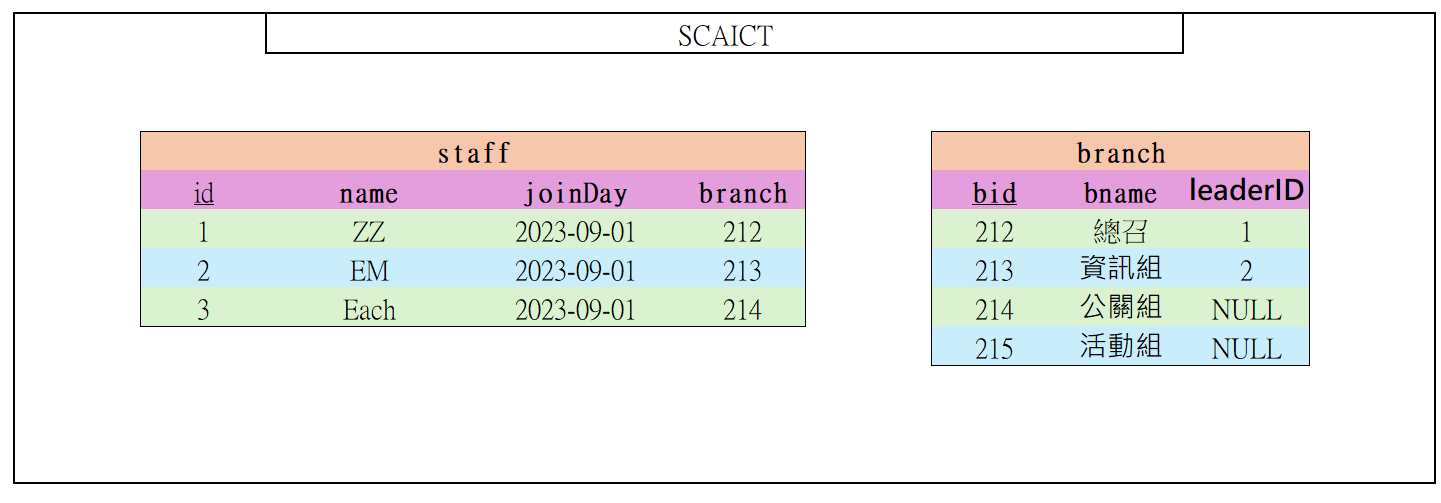 SCAICT
staff
id name joinDay branch
1 ZZ 2023-09-01 212
2 EM 2023-09-01 213
3 Each 2023-09-01 214
branch
bid bname leaderID
212 總召 1
213 資訊組 2
214 公關組 NULL
215 活動組 NULL